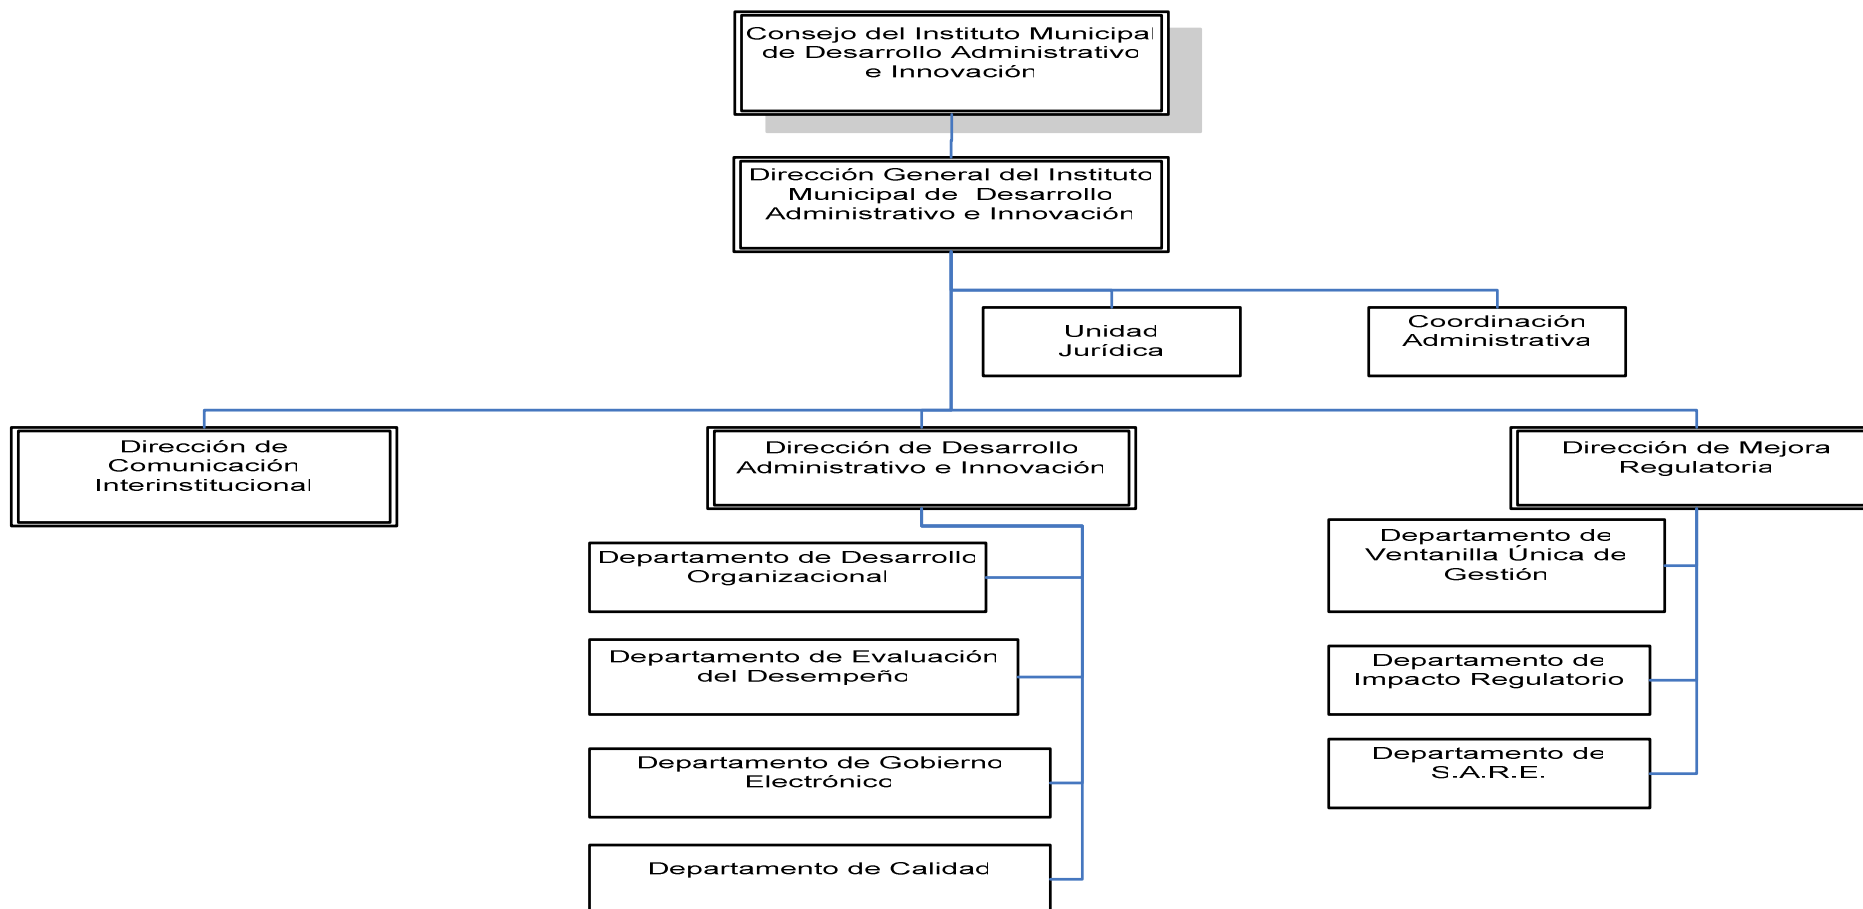 Consejo del Instituto Municipal
de Desarrollo Administrativo
e Innovación
Dirección General del Instituto
Municipal de Desarrollo
Administrativo e Innovación
Unidad
Jurídica
Coordinación
Administrativa
Dirección de
Comunicación
Interinstitucional
Dirección de Desarrollo
Administrativo e Innovación
Dirección de Mejora
Regulatoria
Departamento de Desarrollo
Organizacional
Departamento de Evaluación
del Desempeño
Departamento de Gobierno
Electrónico
Departamento de Calidad
Departamento de
Ventanilla Única de
Gestión
Departamento de
Impacto Regulatorio
Departamento de
S.A.R.E.